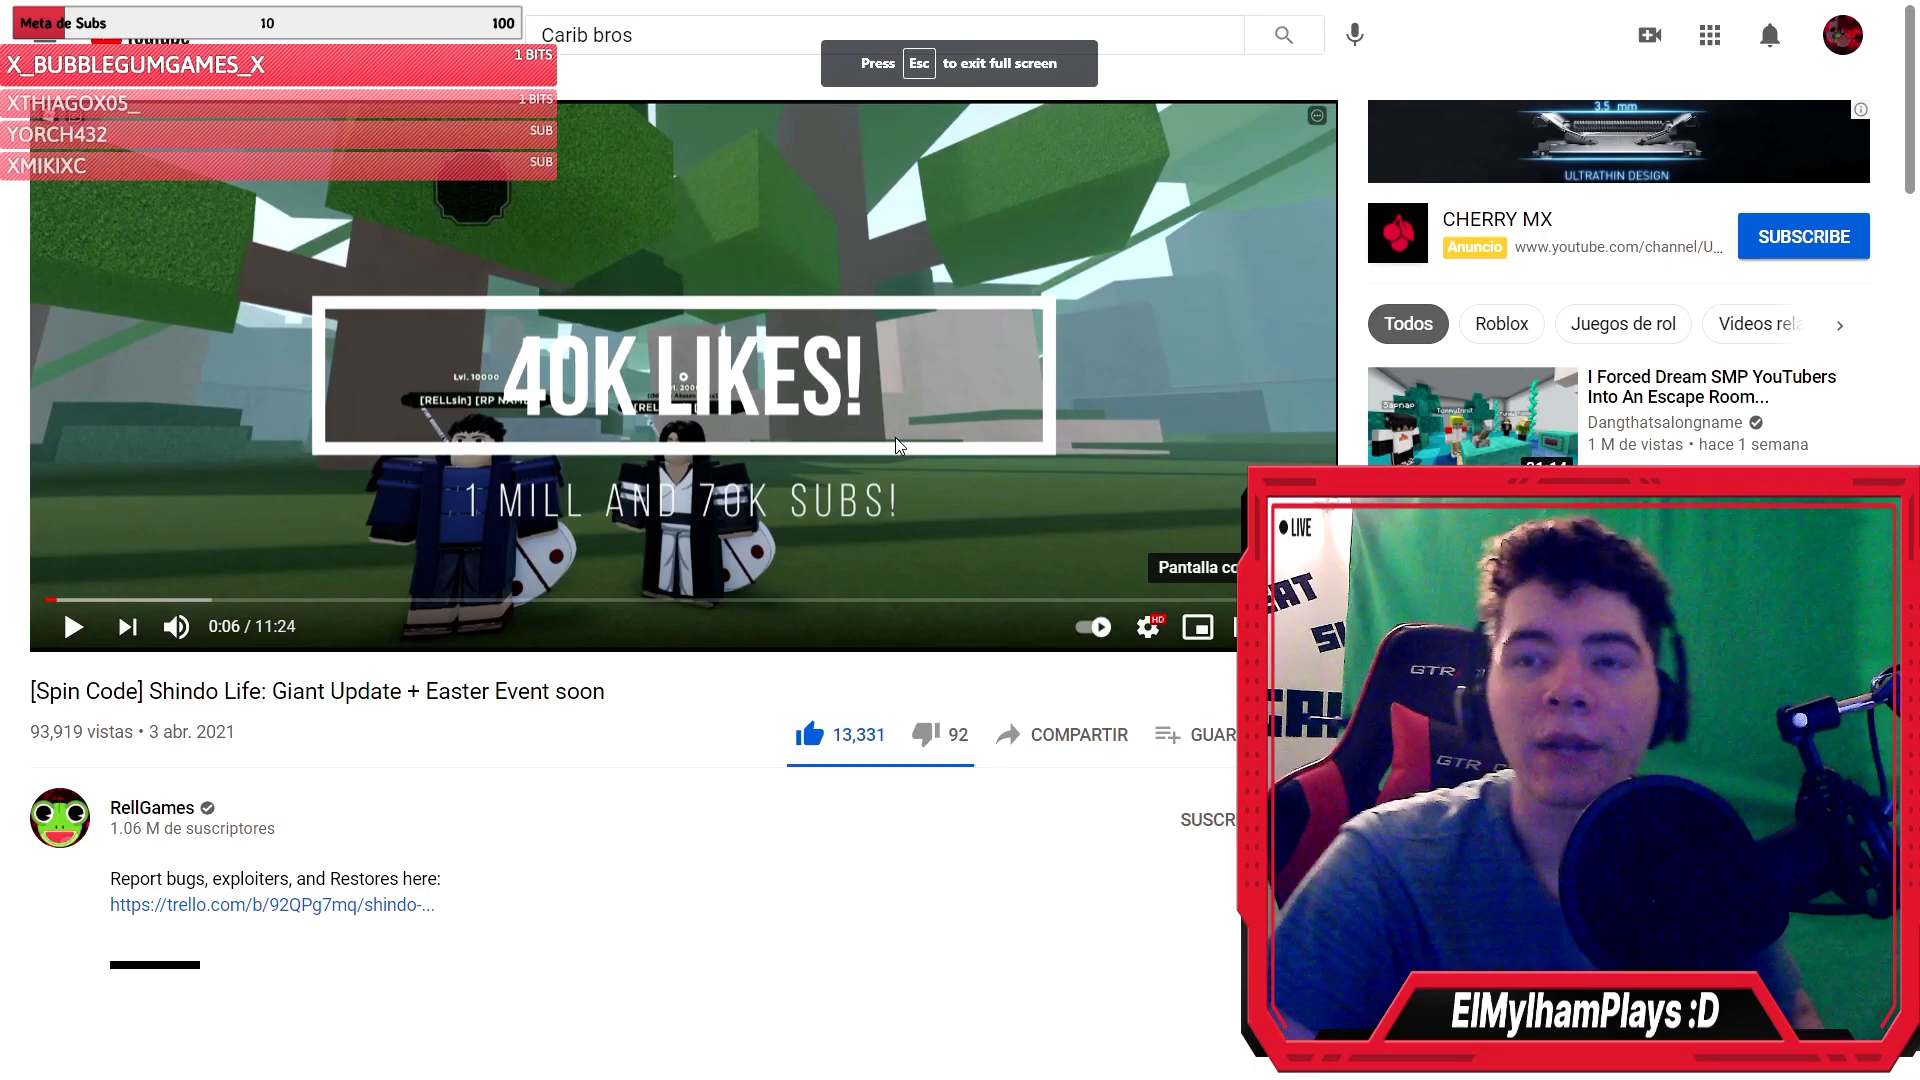 Meta de Subs 10 100
Carib bros
Press Esc to exit full screen
X_BUBBLEGUMGAMES_X 1 BITS
XTHIAGOX05_ 1 BITS
YORCH432 SUB
XMIKIXC SUB
3.5 mm
ULTRATHIN DESIGN
CHERRY MX
Anuncio www.youtube.com/channel/U...
SUBSCRIBE
Todos Roblox Juegos de rol Videos rela
40K LIKES!
Lvl. 10000
1 MILL AND 70K SUBS!
I Forced Dream SMP YouTubers
Into An Escape Room...
Dangthatsalongname
1 M de vistas • hace 1 semana
Sapnap
TommyInnit
Pantalla co
0:06 / 11:24
HD
LIVE
GTR
GTR
[Spin Code] Shindo Life: Giant Update + Easter Event soon
93,919 vistas • 3 abr. 2021
13,331 92 COMPARTIR GUAR
RellGames
1.06 M de suscriptores
SUSCR
Report bugs, exploiters, and Restores here:
https://trello.com/b/92QPg7mq/shindo-...
ElMylhamPlays :D